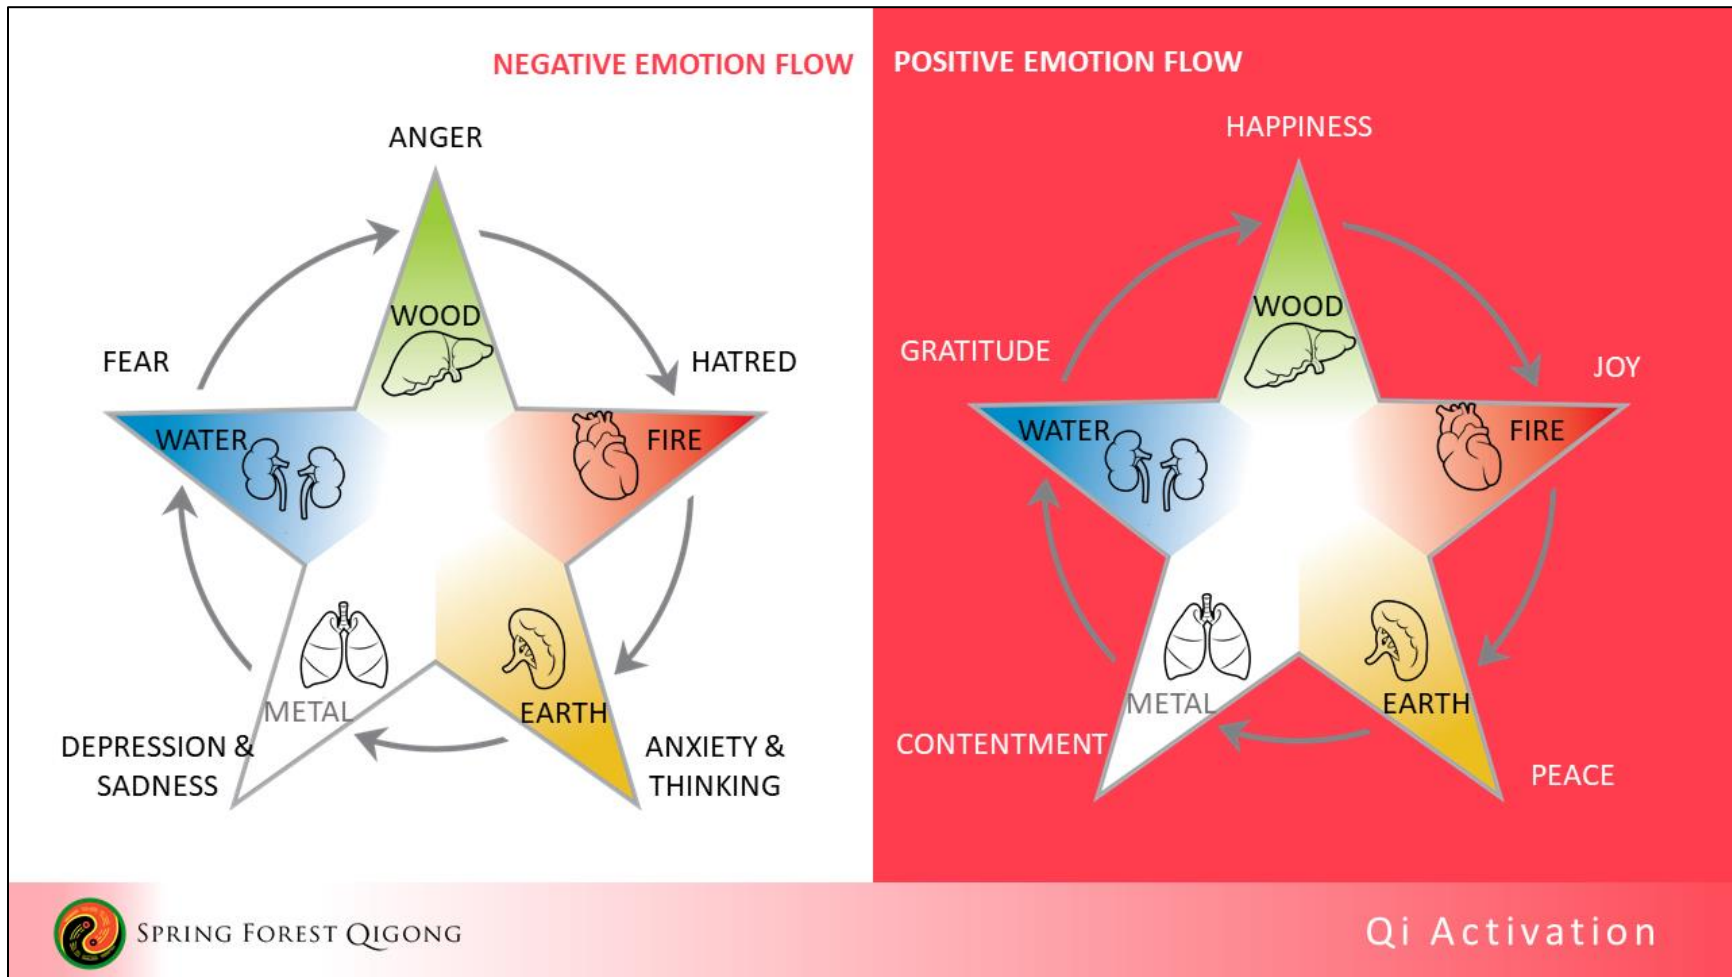 NEGATIVE EMOTION FLOW
ANGER
WOOD
FEAR
HATRED
WATER
FIRE
METAL
EARTH
DEPRESSION &
SADNESS
ANXIETY &
THINKING
POSITIVE EMOTION FLOW
HAPPINESS
WOOD
GRATITUDE
JOY
WATER
FIRE
METAL
EARTH
CONTENTMENT
PEACE
SPRING FOREST QIGONG
Qi Activation